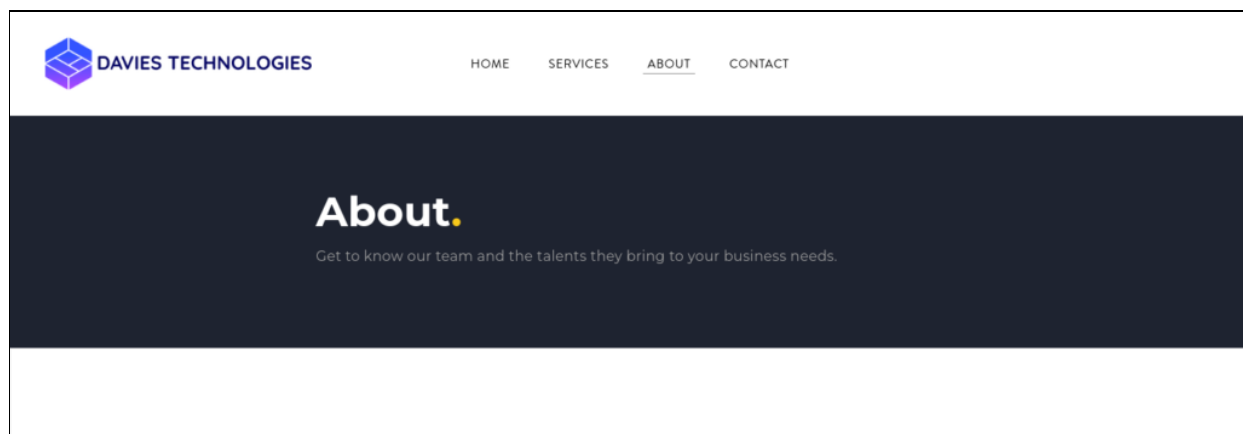 DAVIES TECHNOLOGIES
HOME SERVICES ABOUT CONTACT
About.
Get to know our team and the talents they bring to your business needs.